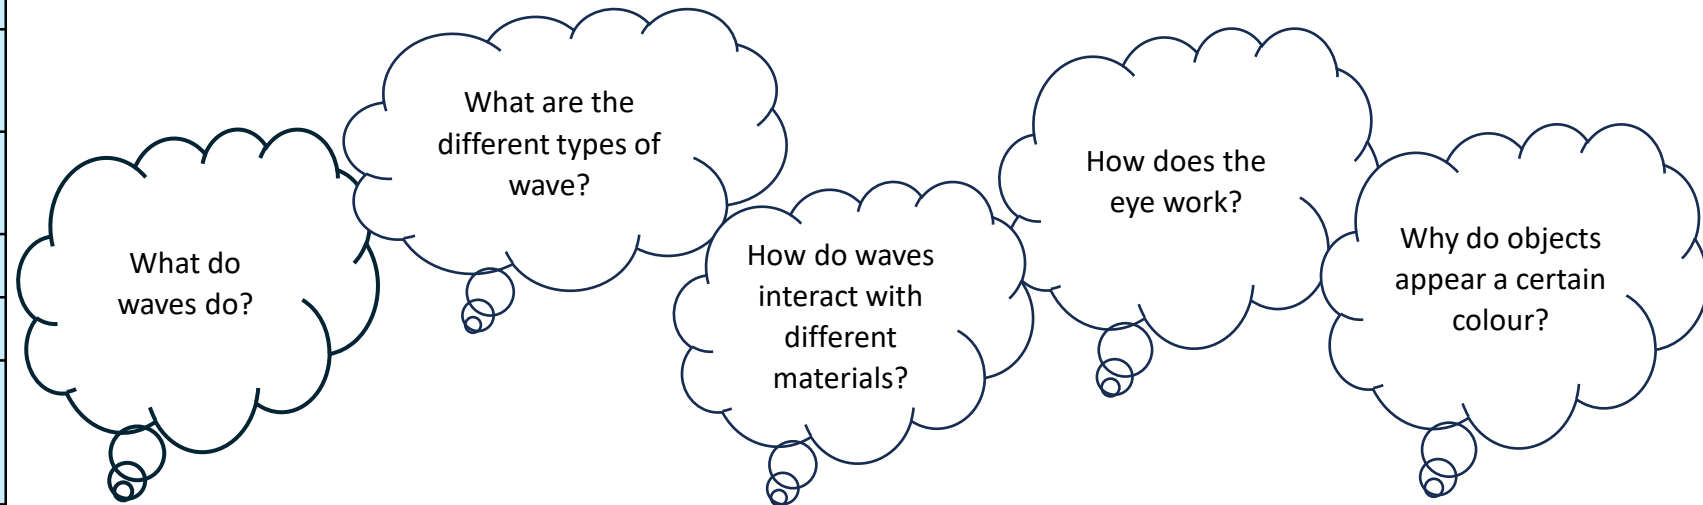 What do
waves do?
What are the
different types of
wave?
How do waves
interact with
different
materials?
How does the
eye work?
Why do objects
appear a certain
colour?